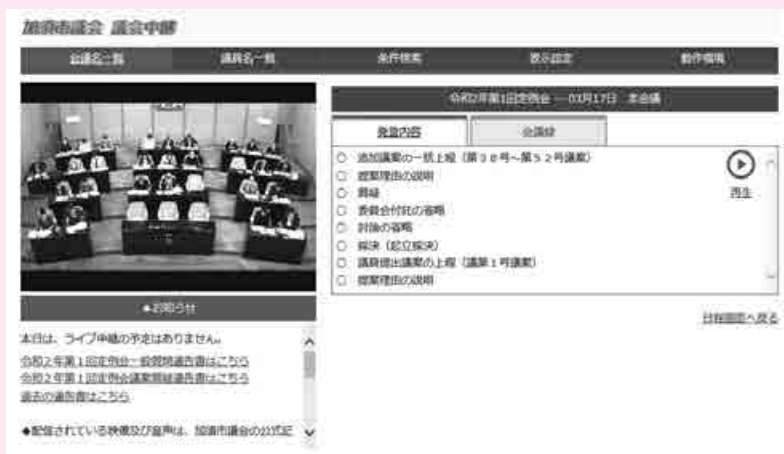 加須市議会 議会中継
会議名一覧 議員名一覧 条件検索 表示設定 動作環境
令和2年第1回定例会 － 03月17日 本会議
発言内容 会議録
○ 追加議案の一括上程（第38号～第52号議案）
○ 提案理由の説明
○ 質疑
○ 委員会付託の省略
○ 討論の省略
○ 採決（起立採決）
○ 議員提出議案の上程（議第1号議案）
○ 提案理由の説明
再生
日程画面へ戻る
◆お知らせ
本日は、ライブ中継の予定はありません。
令和2年第1回定例会一般質問通告書はこちら
令和2年第1回定例会議案質疑通告書はこちら
過去の通告書はこちら
◆配信されている映像及び音声は、加須市議会の公式記